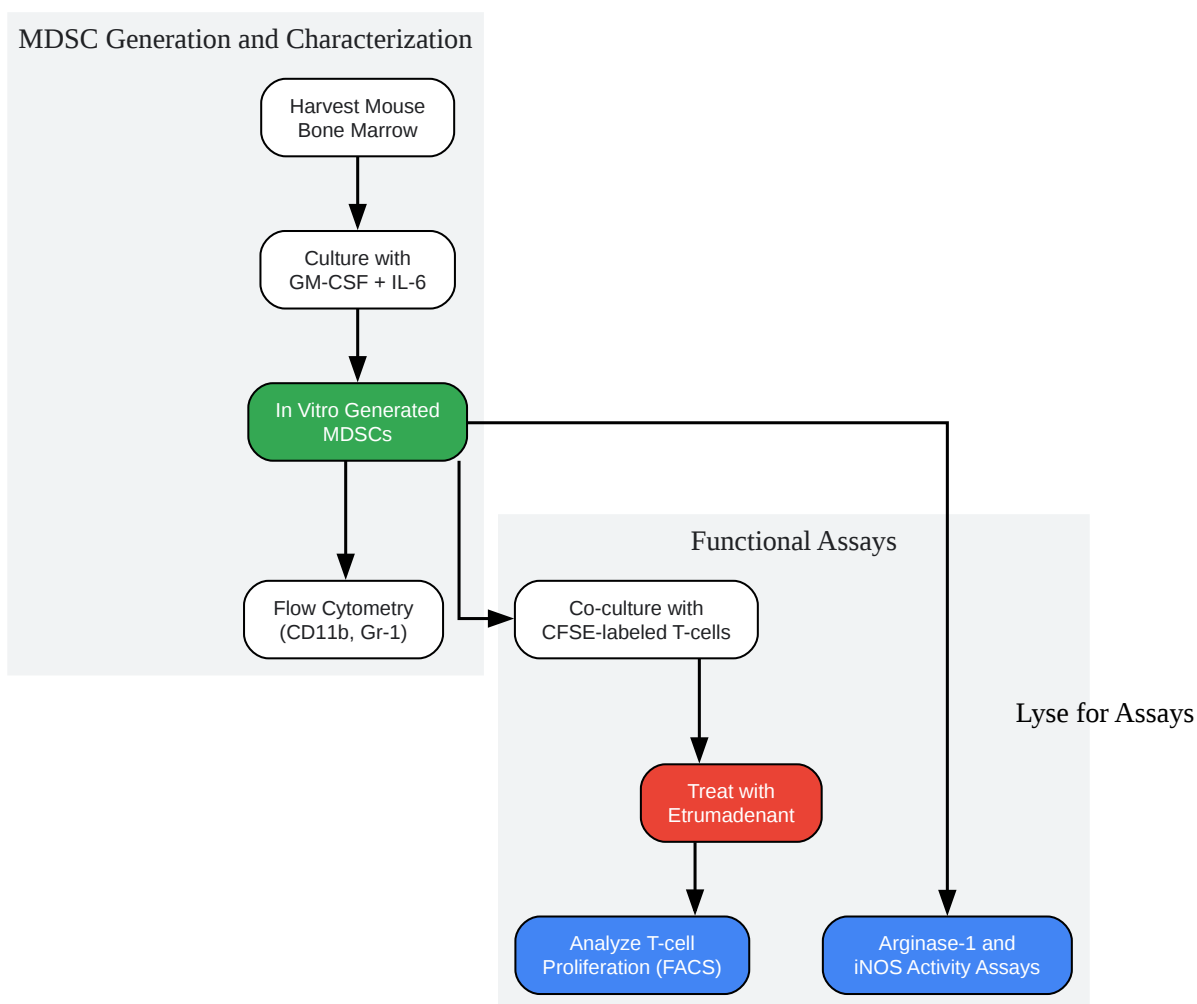 MDSC Generation and Characterization
Harvest Mouse
Bone Marrow
Culture with
GM-CSF + IL-6
In Vitro Generated
MDSCs
Flow Cytometry
(CD11b, Gr-1)
Functional Assays
Co-culture with
CFSE-labeled T-cells
Lyse for Assays
Treat with
Etrumadenant
Analyze T-cell
Proliferation (FACS)
Arginase-1 and
iNOS Activity Assays